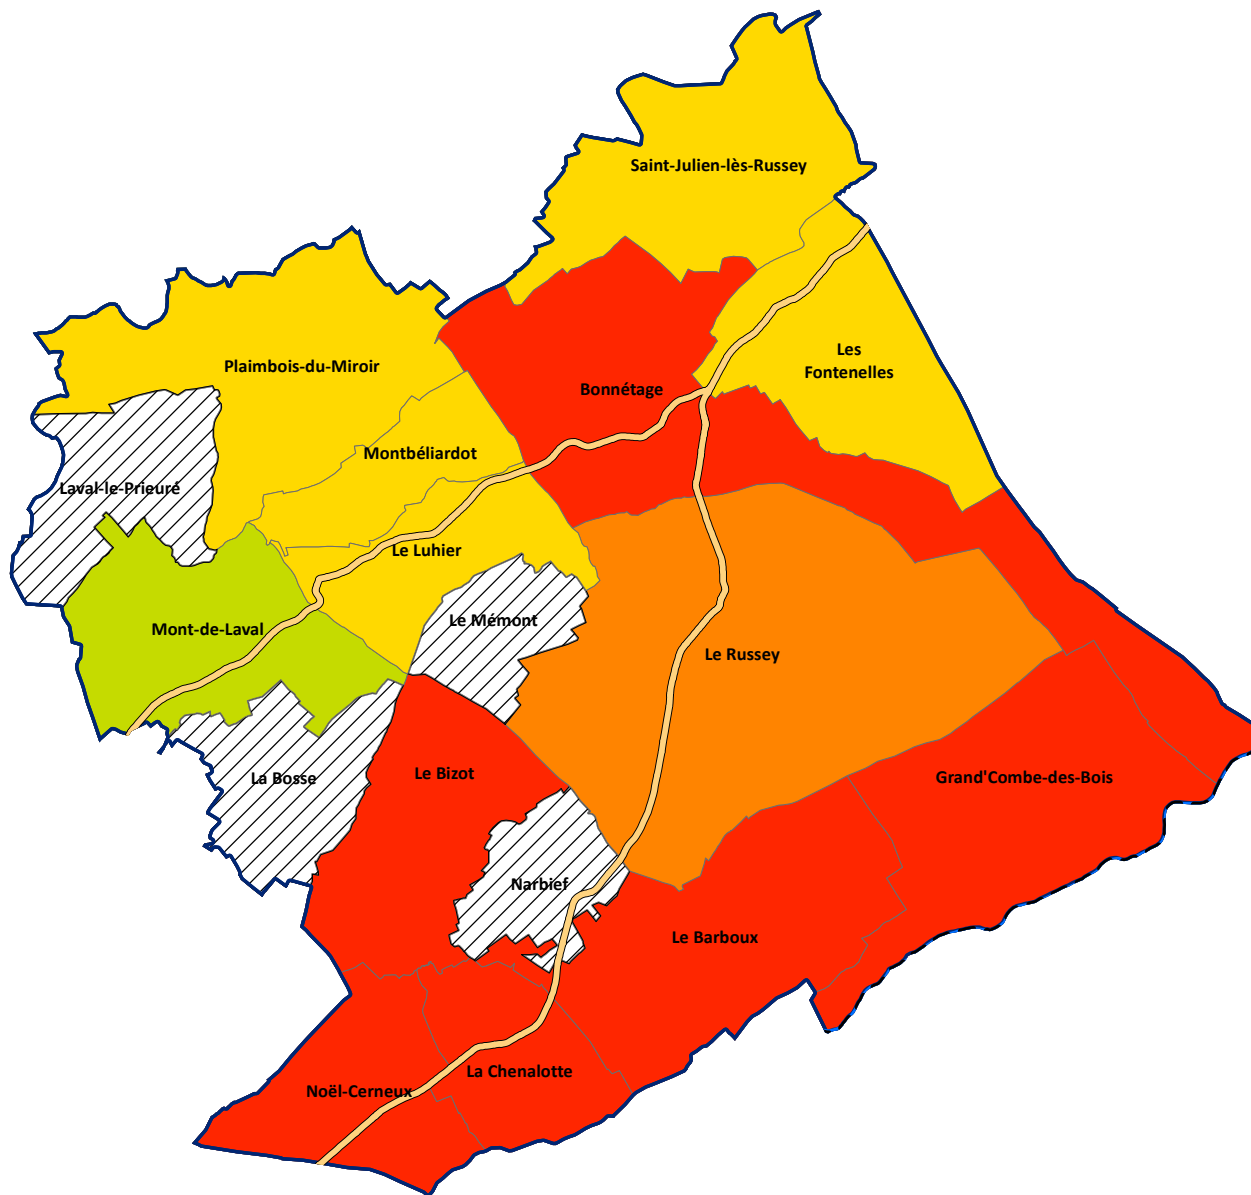 Saint-Julien-lès-Russey
Les
Fontenelles
Plaimbois-du-Miroir
Bonnétage
Montbéliardot
Laval-le-Prieuré
Le Luhier
Le Mémont
Mont-de-Laval
Le Russey
La Bosse
Le Bizot
Grand'Combe-des-Bois
Narbief
Le Barboux
La Chenalotte
Noël-Cerneux